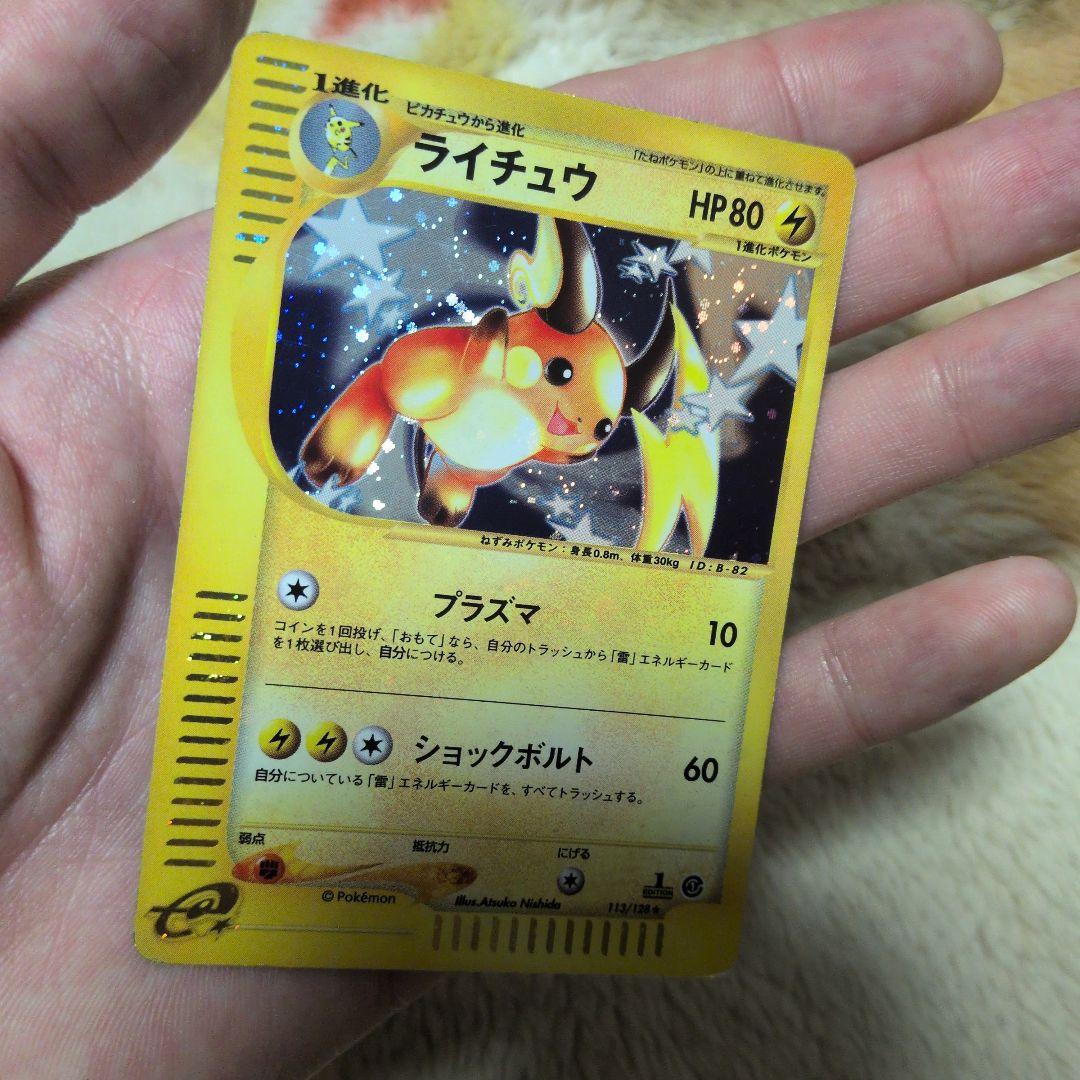 1進化
ピカチュウから進化
「たねポケモン」の上に重ねて進化させます。
ライチュウ
HP80
1進化ポケモン
ねずみポケモン：身長0.8m、体重30kg ID:B-82
プラズマ 10
コインを1回投げ、「おもて」なら、自分のトラッシュから「雷」エネルギーカード
を1枚選び出し、自分につける。
ショックボルト 60
自分についている「雷」エネルギーカードを、すべてトラッシュする。
弱点 抵抗力 にげる
1 EDITION
© Pokémon
Illus.Atsuko Nishida
113/128★
e